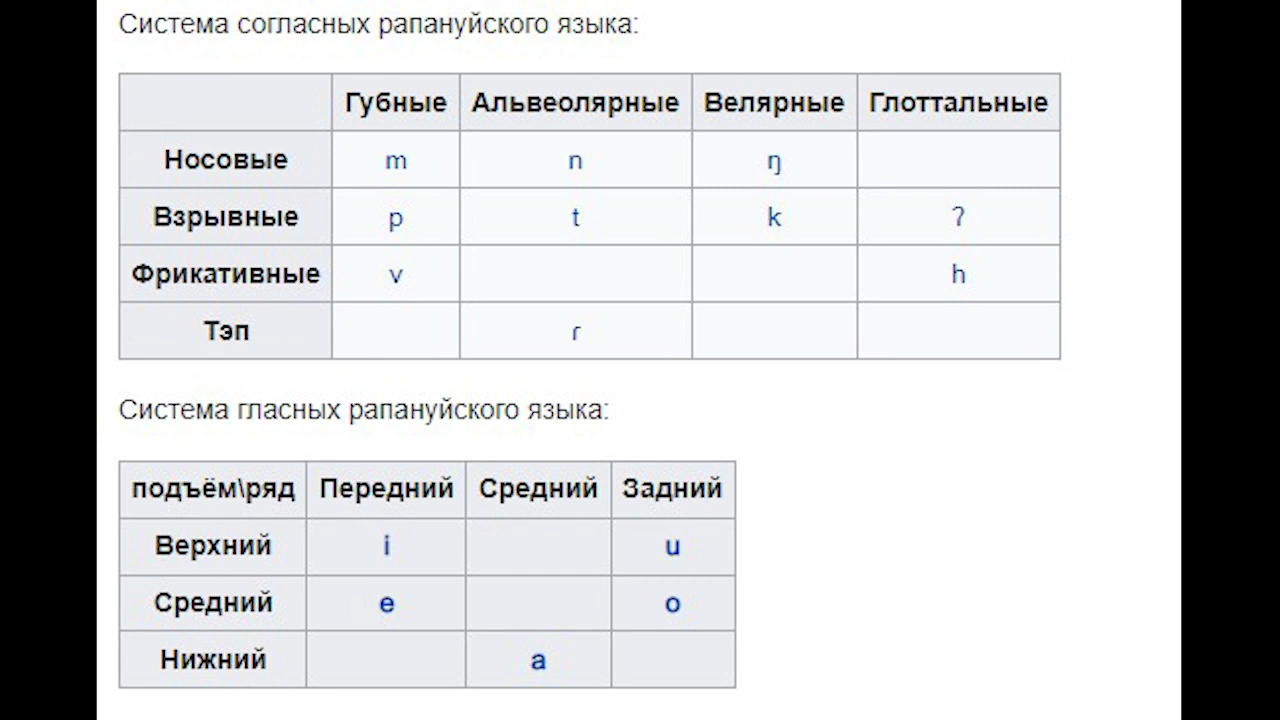 Система согласных рапануйского языка:
Губные Альвеолярные Велярные Глоттальные
Носовые m n ŋ
Взрывные p t k ʔ
Фрикативные v h
Тэп ɾ
Система гласных рапануйского языка:
подъём\ряд Передний Средний Задний
Верхний i u
Средний e o
Нижний a